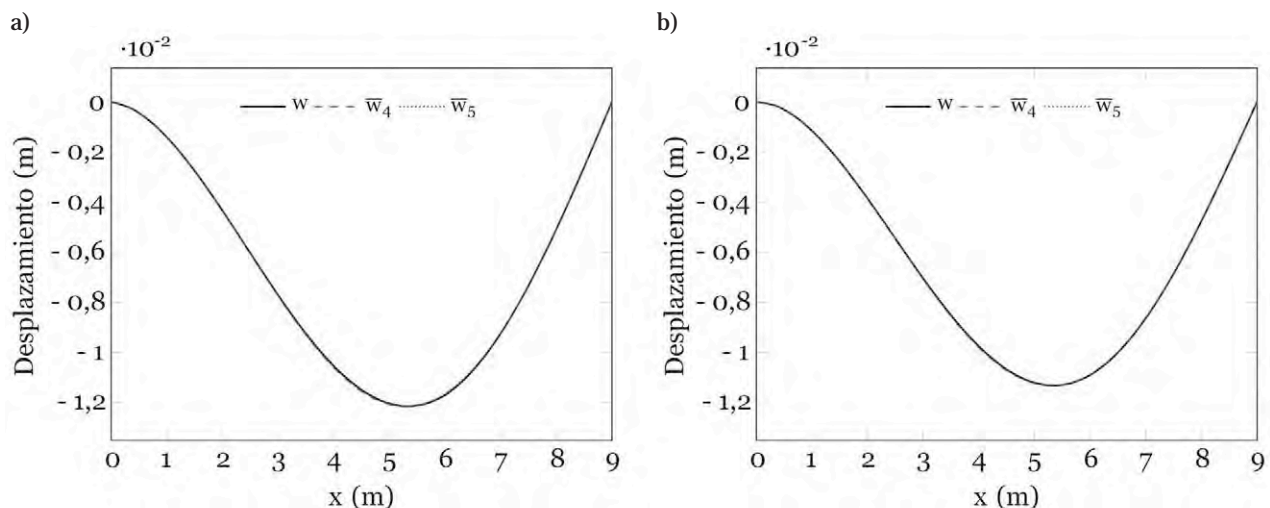 a)
·10⁻²
w w̅₄ w̅₅
0
- 0,2
- 0,4
- 0,6
- 0,8
- 1
- 1,2
Desplazamiento (m)
0 1 2 3 4 5 6 7 8 9
x (m)
b)
·10⁻²
w w̅₄ w̅₅
0
- 0,2
- 0,4
- 0,6
- 0,8
- 1
- 1,2
Desplazamiento (m)
0 1 2 3 4 5 6 7 8 9
x (m)